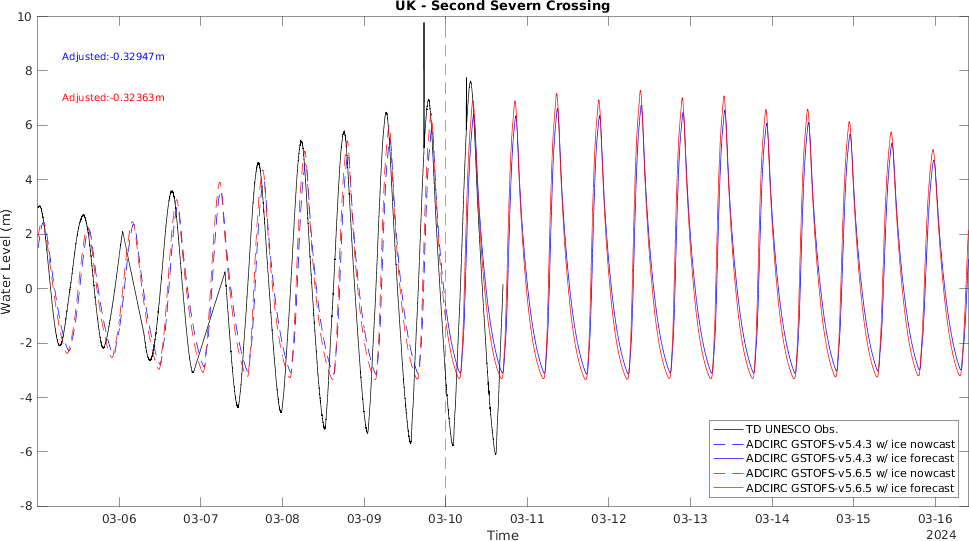 UK - Second Severn Crossing
Adjusted:-0.32947m
Adjusted:-0.32363m
Water Level (m)
10
8
6
4
2
0
-2
-4
-6
-8
03-06
03-07
03-08
03-09
03-10
03-11
03-12
03-13
03-14
03-15
03-16
2024
Time
TD UNESCO Obs.
ADCIRC GSTOFS-v5.4.3 w/ ice nowcast
ADCIRC GSTOFS-v5.4.3 w/ ice forecast
ADCIRC GSTOFS-v5.6.5 w/ ice nowcast
ADCIRC GSTOFS-v5.6.5 w/ ice forecast